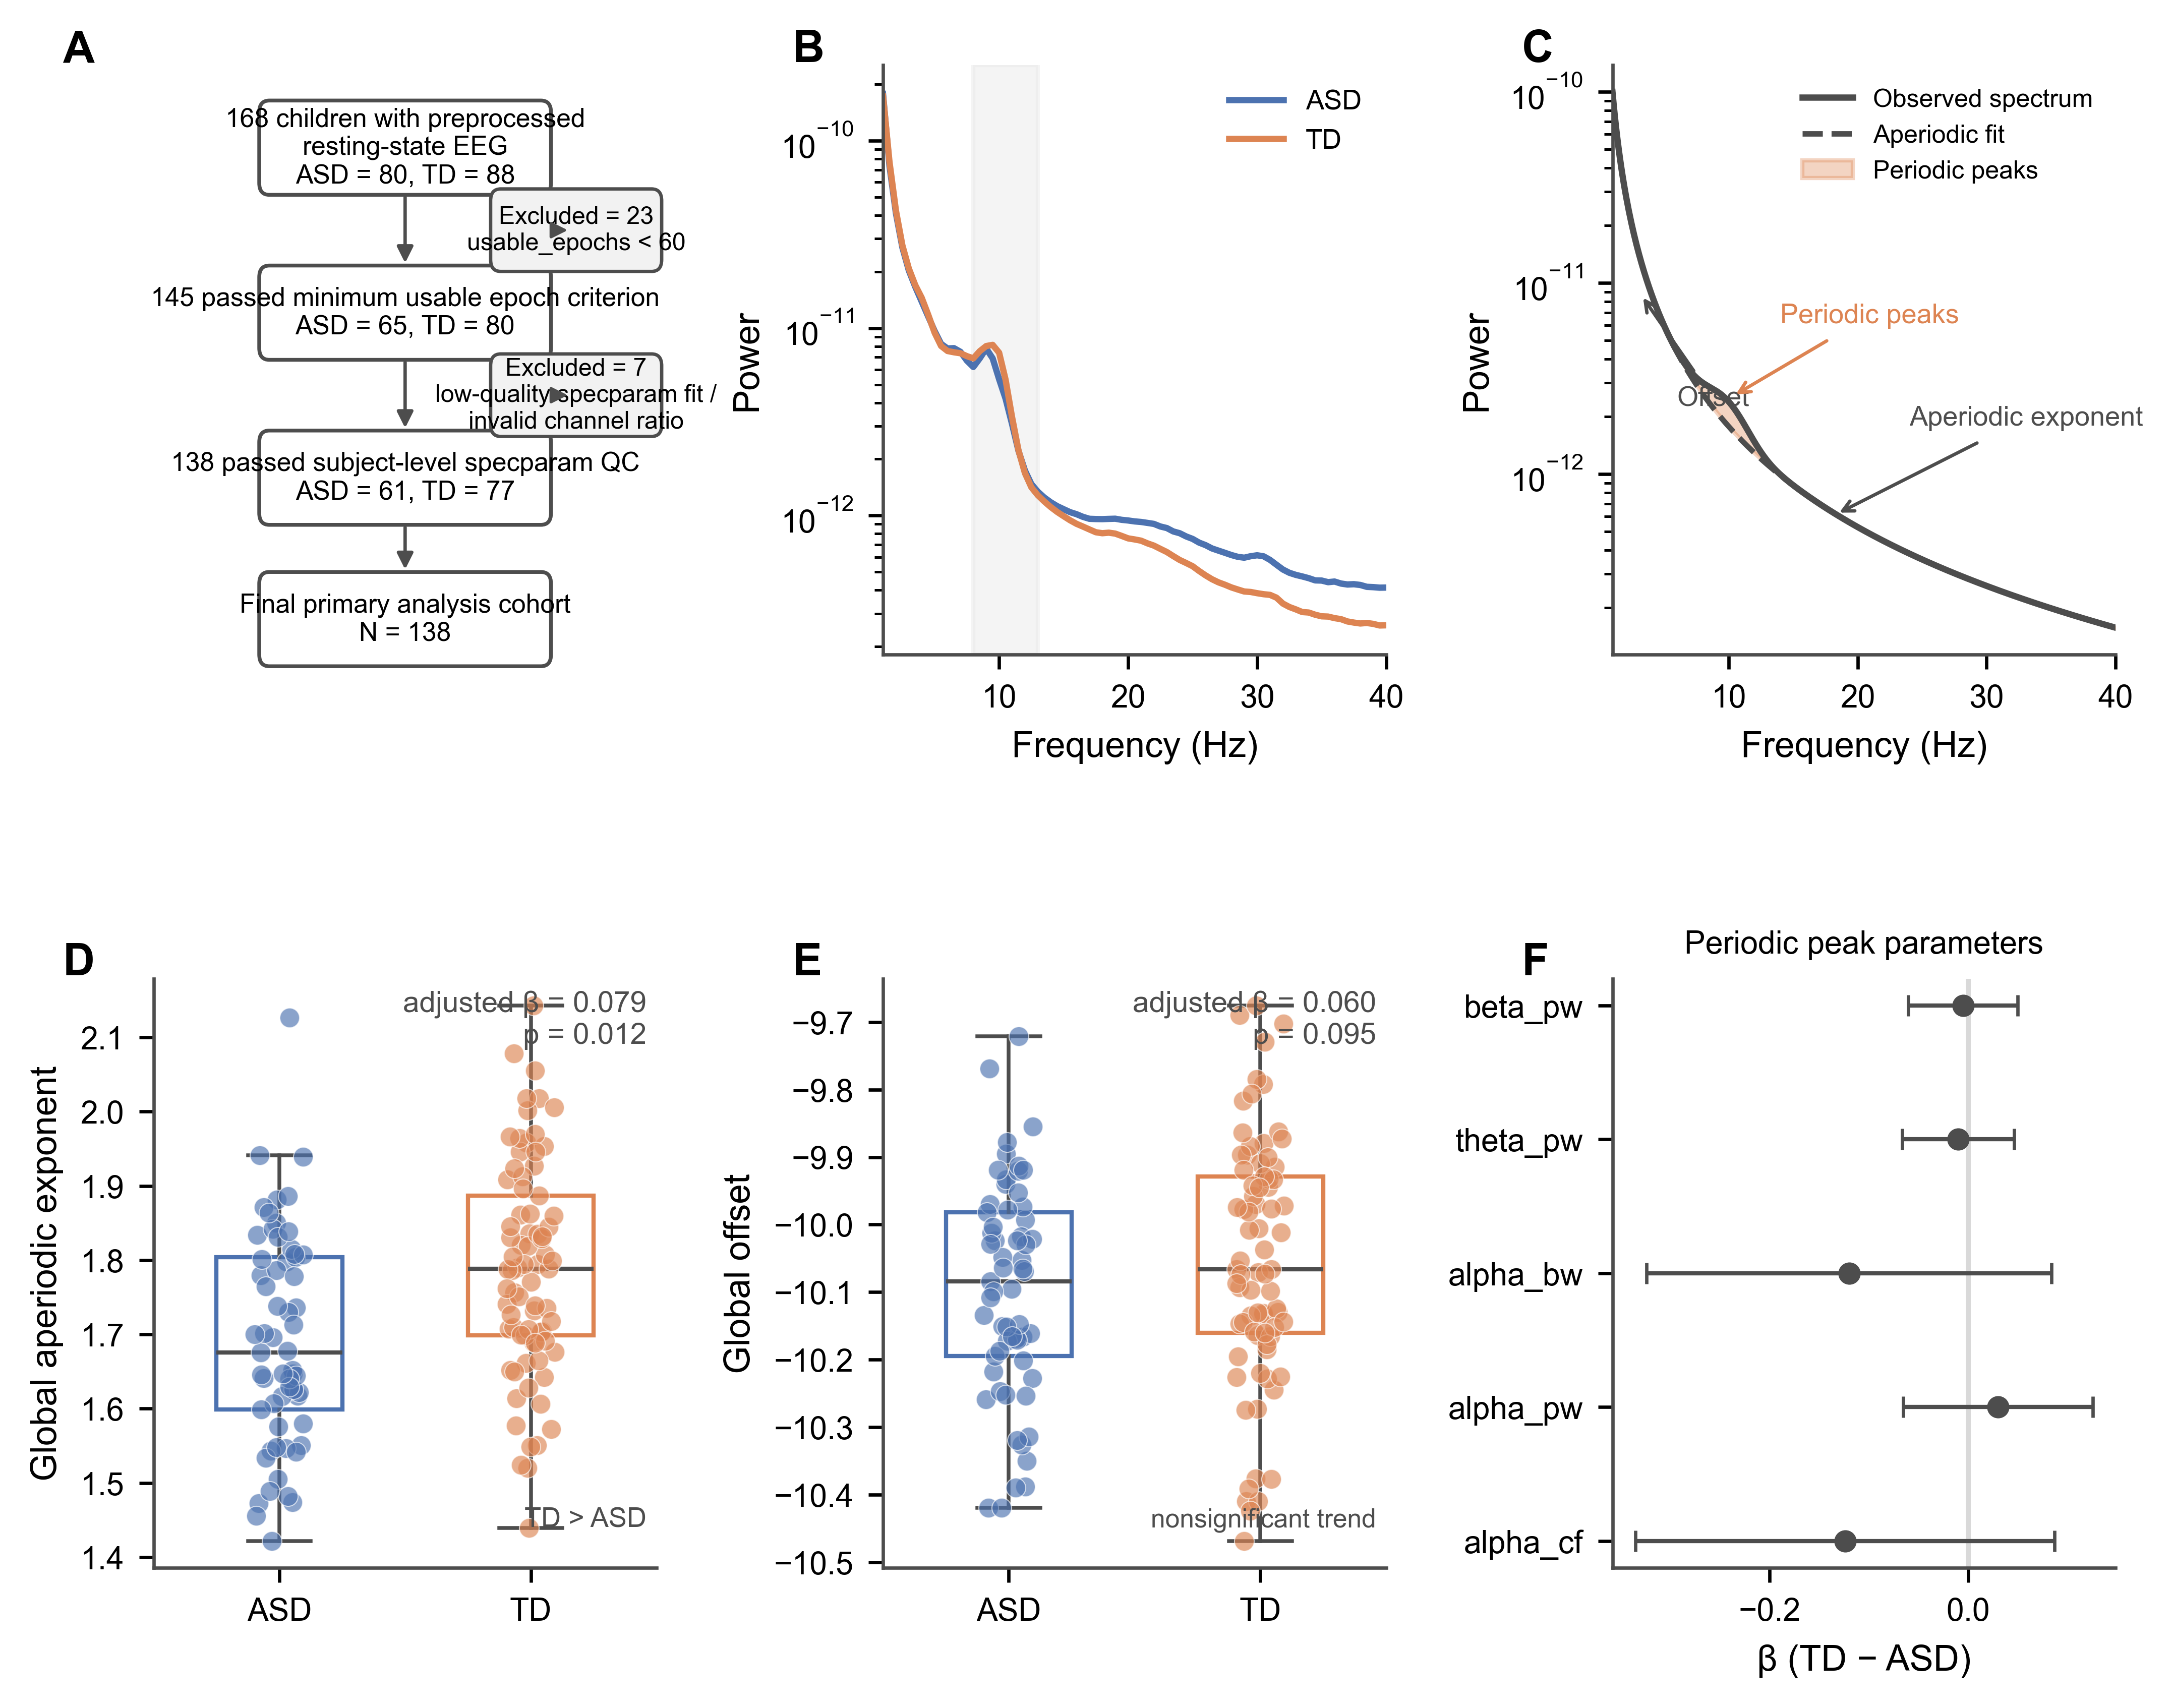 A
168 children with preprocessed
resting-state EEG
ASD = 80, TD = 88
Excluded = 23
usable_epochs < 60
145 passed minimum usable epoch criterion
ASD = 65, TD = 80
Excluded = 7
low-quality specparam fit /
invalid channel ratio
138 passed subject-level specparam QC
ASD = 61, TD = 77
Final primary analysis cohort
N = 138
B
ASD
TD
Power
10⁻¹⁰
10⁻¹¹
10⁻¹²
10
20
30
40
Frequency (Hz)
C
Observed spectrum
Aperiodic fit
Periodic peaks
Periodic peaks
Offset
Aperiodic exponent
Power
10⁻¹⁰
10⁻¹¹
10⁻¹²
10
20
30
40
Frequency (Hz)
D
adjusted β = 0.079
p = 0.012
TD > ASD
Global aperiodic exponent
2.1
2.0
1.9
1.8
1.7
1.6
1.5
1.4
ASD
TD
E
adjusted β = 0.060
p = 0.095
nonsignificant trend
Global offset
−9.7
−9.8
−9.9
−10.0
−10.1
−10.2
−10.3
−10.4
−10.5
ASD
TD
F
Periodic peak parameters
beta_pw
theta_pw
alpha_bw
alpha_pw
alpha_cf
−0.2
0.0
β (TD − ASD)